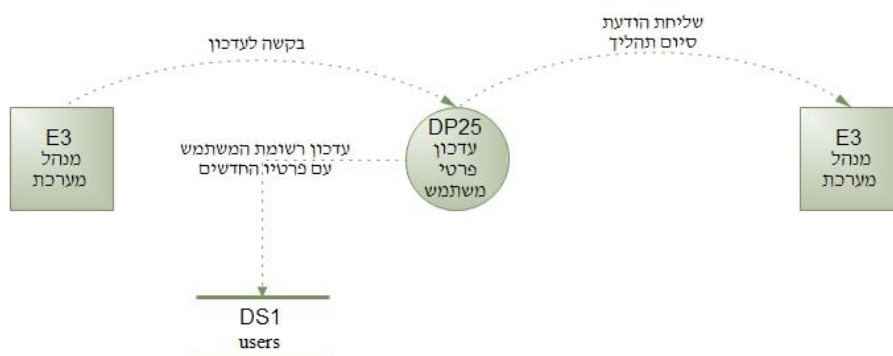 בקשה לעדכון
שליחת הודעת
סיום תהליך
E3
מנהל
מערכת
עדכון רשומת המשתמש
עם פרטיו החדשים
DP25
עדכון
פרטי
משתמש
E3
מנהל
מערכת
DS1
users